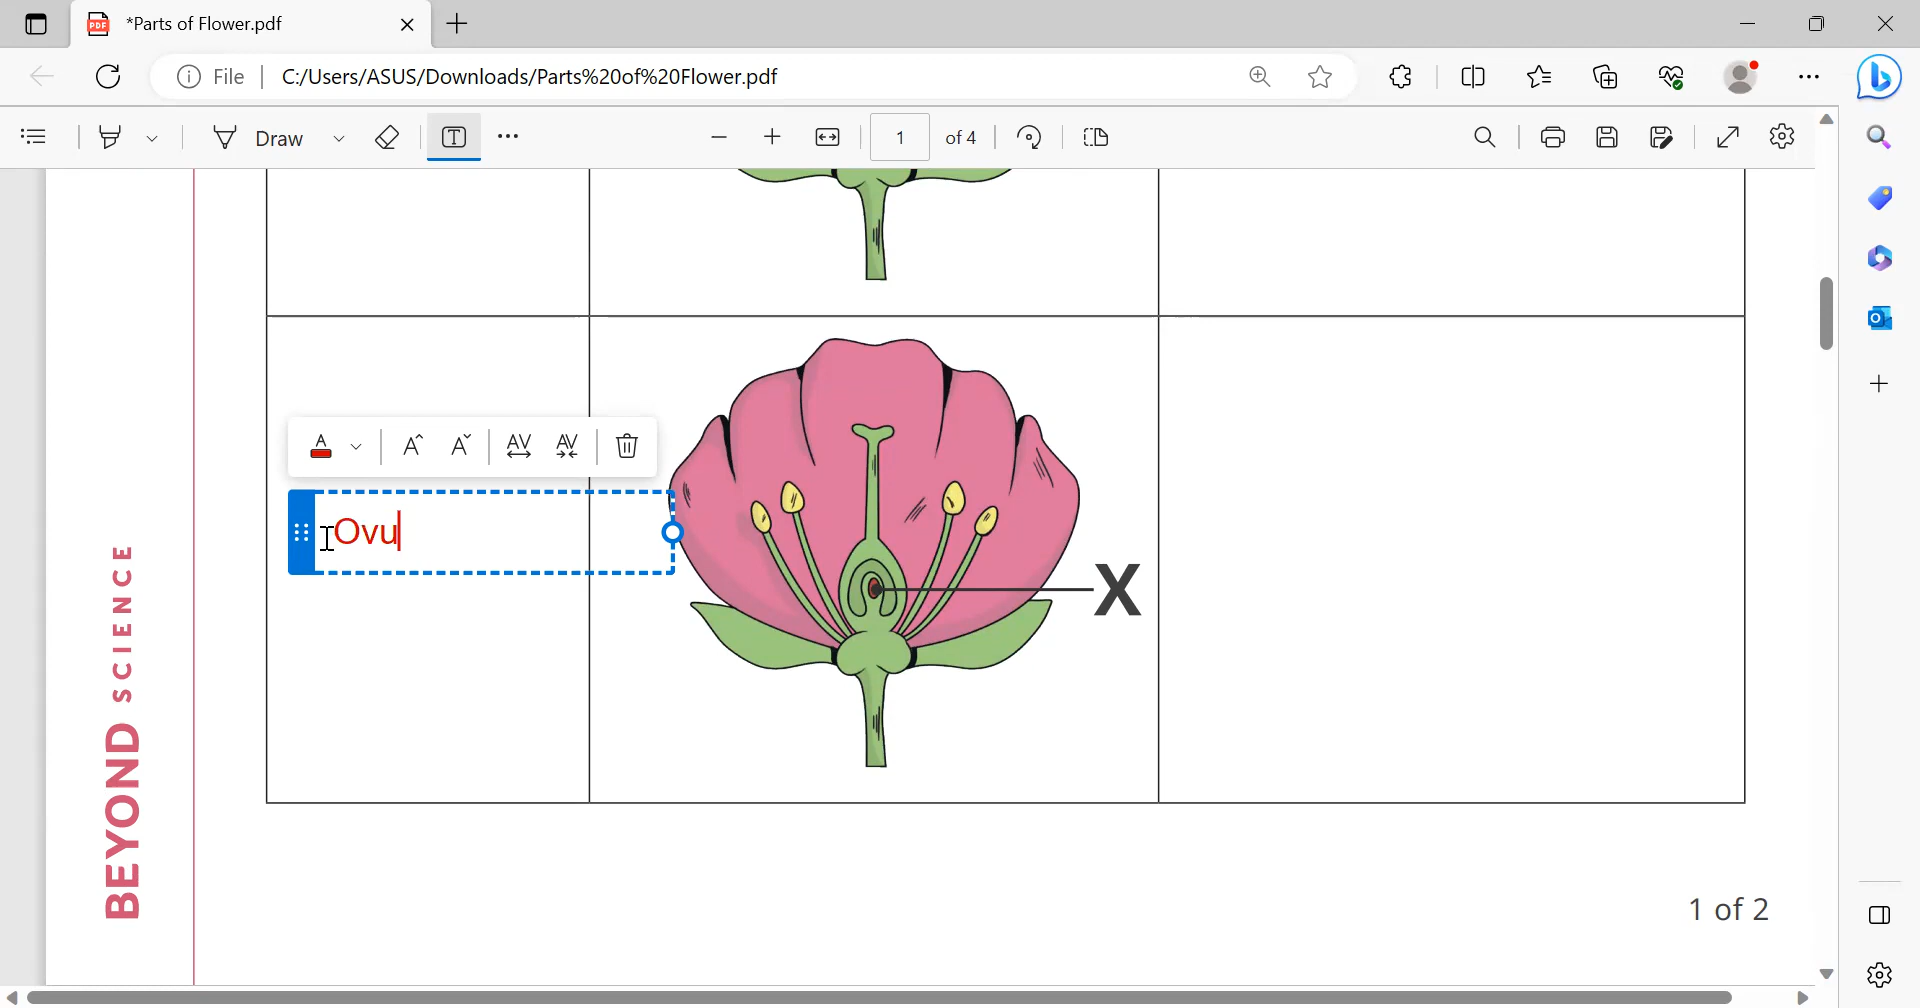 *Parts of Flower.pdf
File
C:/Users/ASUS/Downloads/Parts%20of%20Flower.pdf
Draw
1 of 4
Ovu
X
BEYOND SCIENCE
1 of 2